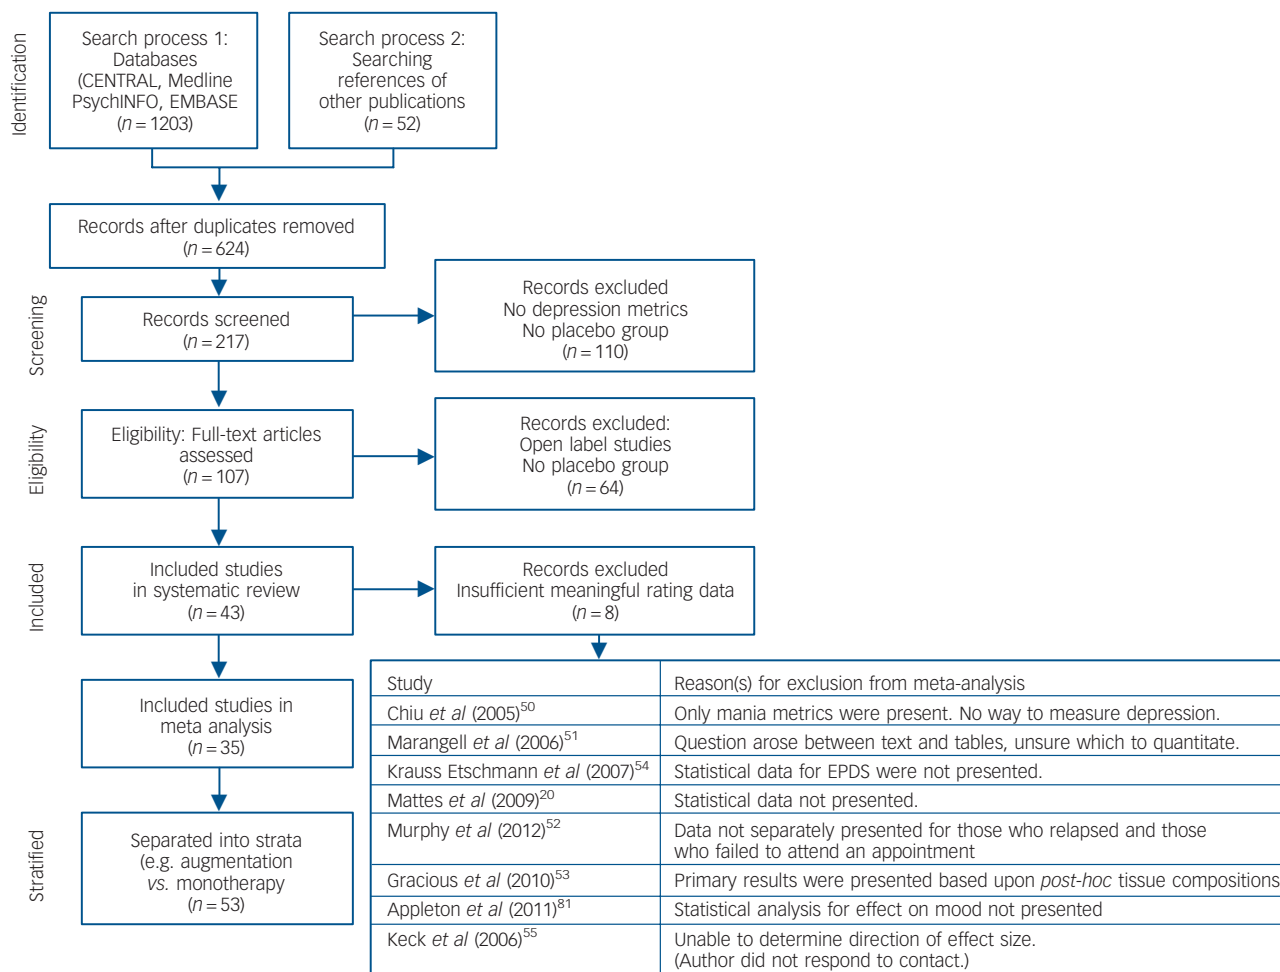 Identification
Search process 1:
Databases
(CENTRAL, Medline
PsychINFO, EMBASE
(n = 1203)
Search process 2:
Searching
references of
other publications
(n = 52)
Records after duplicates removed
(n = 624)
Screening
Records screened
(n = 217)
Records excluded
No depression metrics
No placebo group
(n = 110)
Eligibility
Eligibility: Full-text articles
assessed
(n = 107)
Records excluded:
Open label studies
No placebo group
(n = 64)
Included
Included studies
in systematic review
(n = 43)
Records excluded
Insufficient meaningful rating data
(n = 8)
Included studies in
meta analysis
(n = 35)
Stratified
Separated into strata
(e.g. augmentation
vs. monotherapy
(n = 53)
Study Reason(s) for exclusion from meta-analysis
Chiu et al (2005)50 Only mania metrics were present. No way to measure depression.
Marangell et al (2006)51 Question arose between text and tables, unsure which to quantitate.
Krauss Etschmann et al (2007)54 Statistical data for EPDS were not presented.
Mattes et al (2009)20 Statistical data not presented.
Murphy et al (2012)52 Data not separately presented for those who relapsed and those
who failed to attend an appointment
Gracious et al (2010)53 Primary results were presented based upon post-hoc tissue compositions
Appleton et al (2011)81 Statistical analysis for effect on mood not presented
Keck et al (2006)55 Unable to determine direction of effect size.
(Author did not respond to contact.)